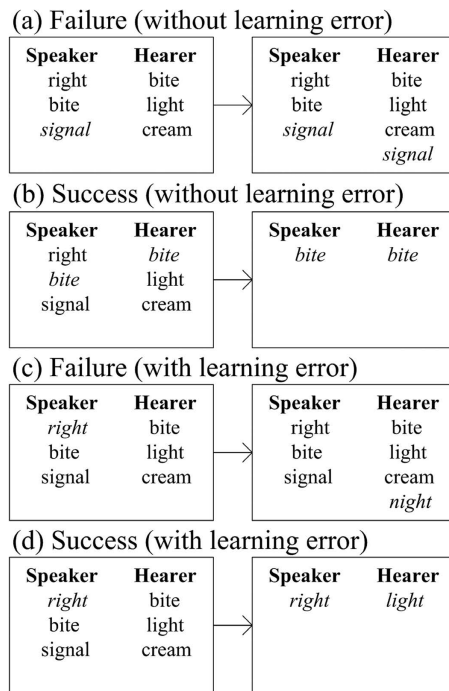 (a) Failure (without learning error)
Speaker Hearer Speaker Hearer
right bite right bite
bite light bite light
signal cream signal cream
signal
(b) Success (without learning error)
Speaker Hearer Speaker Hearer
right bite bite bite
bite light
signal cream
(c) Failure (with learning error)
Speaker Hearer Speaker Hearer
right bite right bite
bite light bite light
signal cream signal cream
night
(d) Success (with learning error)
Speaker Hearer Speaker Hearer
right bite right light
bite light
signal cream